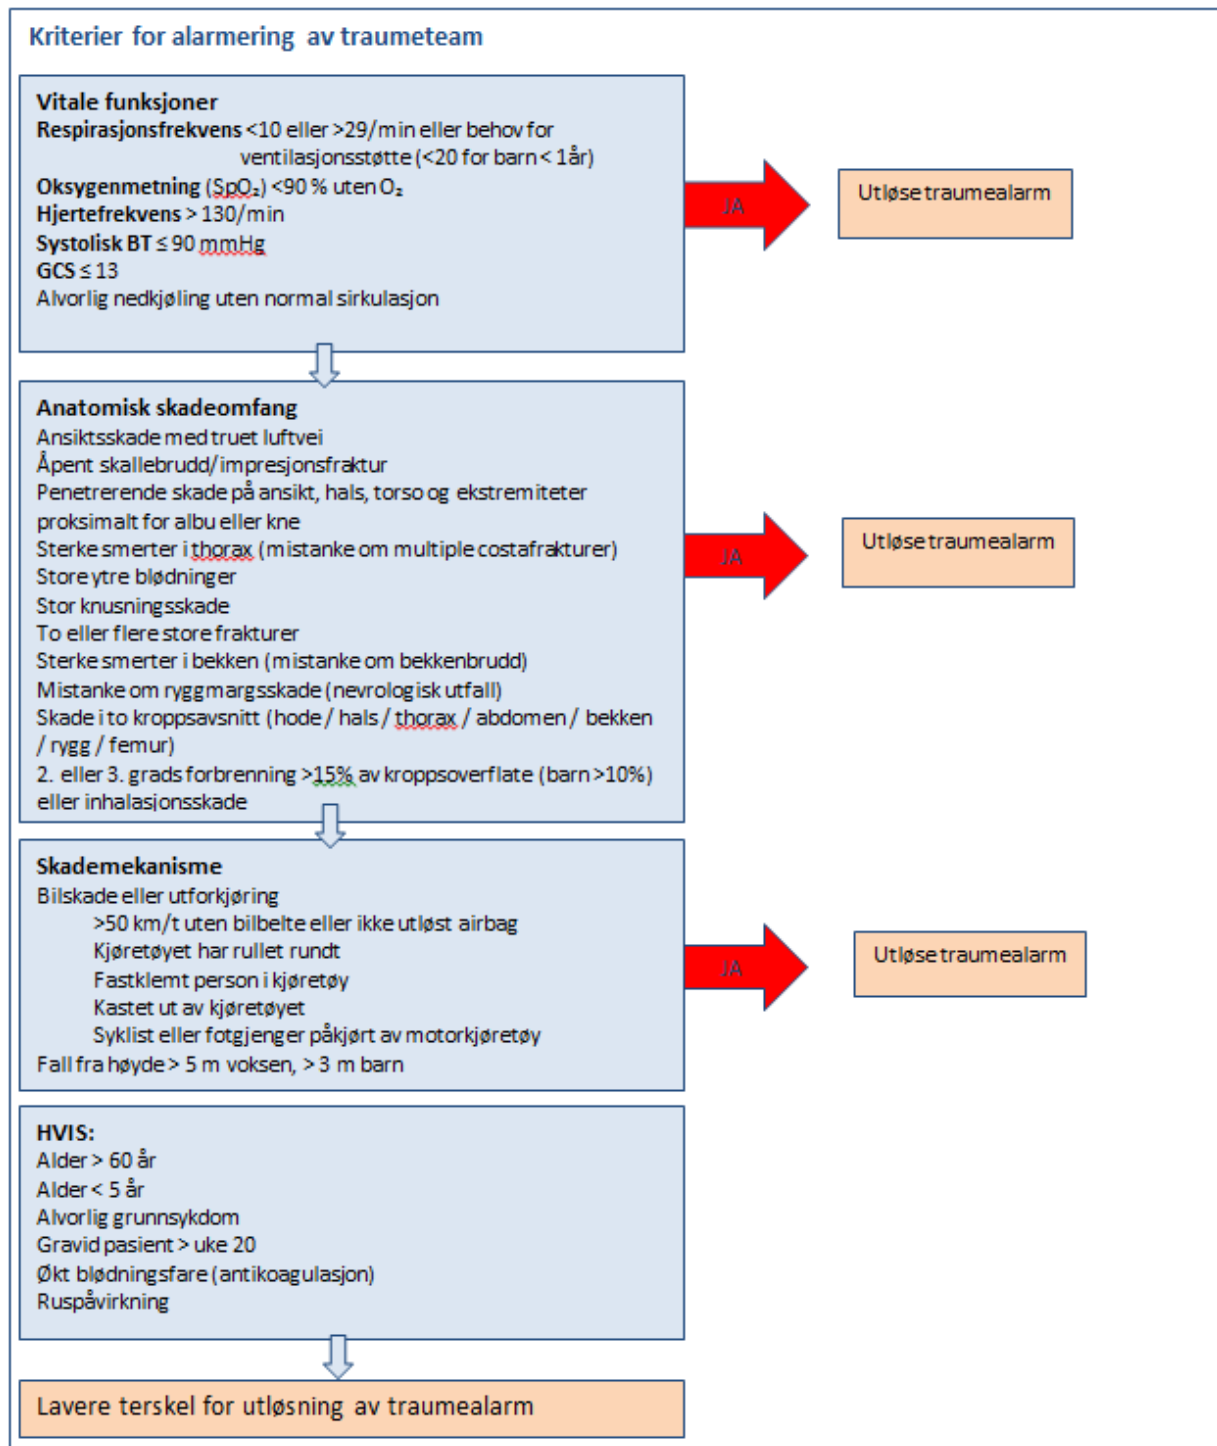 Kriterier for alarmering av traumeteam
Vitale funksjoner
Respirasjonsfrekvens <10 eller >29/min eller behov for
ventilasjonsstøtte (<20 for barn < 1år)
Oksygenmetning (SpO₂) <90 % uten O₂
Hjertefrekvens > 130/min
Systolisk BT ≤ 90 mmHg
GCS ≤ 13
Alvorlig nedkjøling uten normal sirkulasjon
JA
Utløse traumealarm
Anatomisk skadeomfang
Ansiktsskade med truet luftvei
Åpent skallebrudd/impresjonsfraktur
Penetrerende skade på ansikt, hals, torso og ekstremiteter
proksimalt for albu eller kne
Sterke smerter i thorax (mistanke om multiple costafrakturer)
Store ytre blødninger
Stor knusningsskade
To eller flere store frakturer
Sterke smerter i bekken (mistanke om bekkenbrudd)
Mistanke om ryggmargsskade (nevrologisk utfall)
Skade i to kroppsavsnitt (hode / hals / thorax / abdomen / bekken
/ rygg / femur)
2. eller 3. grads forbrenning >15% av kroppsoverflate (barn >10%)
eller inhalasjonsskade
JA
Utløse traumealarm
Skademekanisme
Bilskade eller utforkjøring
>50 km/t uten bilbelte eller ikke utløst airbag
Kjøretøyet har rullet rundt
Fastklemt person i kjøretøy
Kastet ut av kjøretøyet
Syklist eller fotgjenger påkjørt av motorkjøretøy
Fall fra høyde > 5 m voksen, > 3 m barn
JA
Utløse traumealarm
HVIS:
Alder > 60 år
Alder < 5 år
Alvorlig grunnsykdom
Gravid pasient > uke 20
Økt blødningsfare (antikoagulasjon)
Ruspåvirkning
Lavere terskel for utløsning av traumealarm